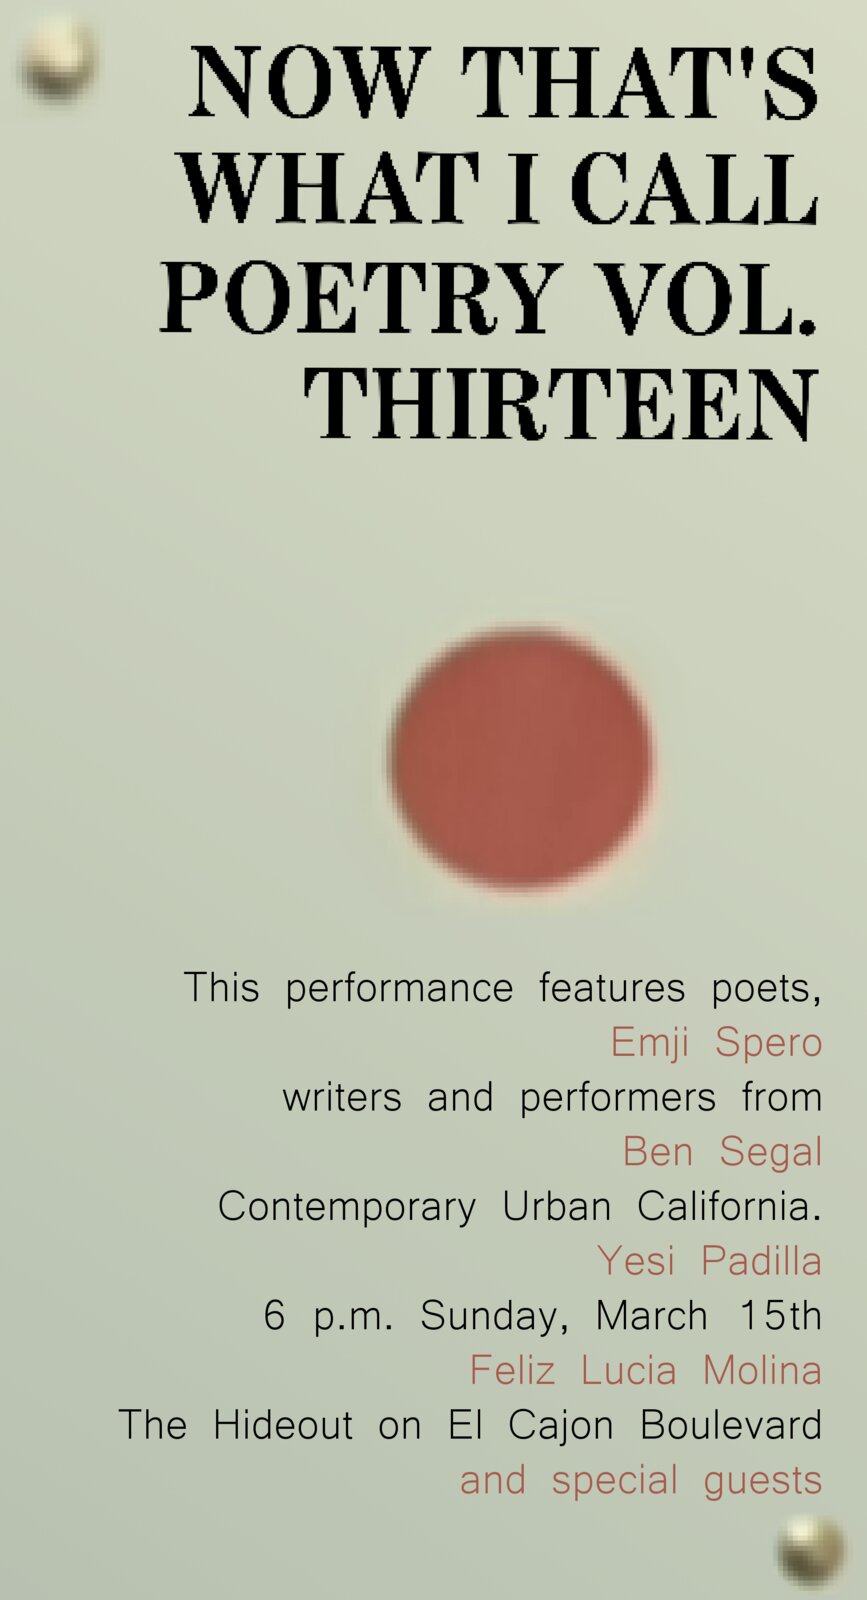 NOW THAT'S
WHAT I CALL
POETRY VOL.
THIRTEEN
This performance features poets,
Emji Spero
writers and performers from
Ben Segal
Contemporary Urban California.
Yesi Padilla
6 p.m. Sunday, March 15th
Feliz Lucia Molina
The Hideout on El Cajon Boulevard
and special guests